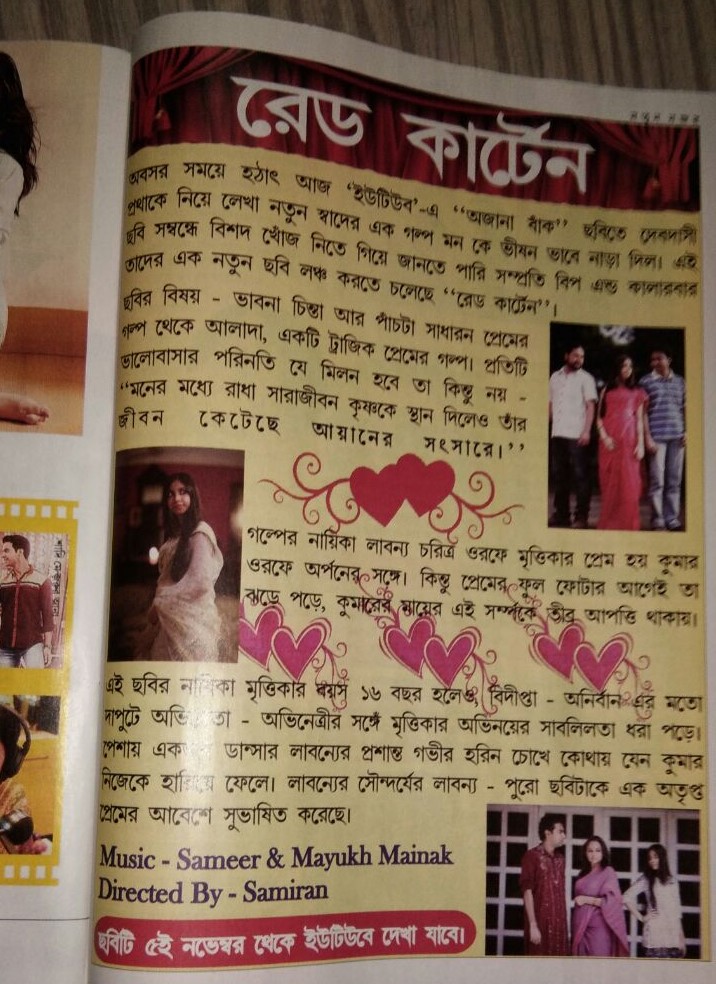 রেড কার্টেন
অবসর সময়ে হঠাৎ আজ ‘ইউটিউব’-এ “অজানা বাঁক” ছবিতে দেবদাসী
প্রথাকে নিয়ে লেখা নতুন স্বাদের এক গল্প মন কে ভীষন ভাবে নাড়া দিল। এই
ছবি সম্বন্ধে বিশদ খোঁজ নিতে গিয়ে জানতে পারি সম্প্রতি বিপ এন্ড কালারবার
তাদের এক নতুন ছবি লঞ্চ করতে চলেছে “রেড কার্টেন”।
ছবির বিষয় - ভাবনা চিন্তা আর পাঁচটা সাধারন প্রেমের
গল্প থেকে আলাদা, একটি ট্রাজিক প্রেমের গল্প। প্রতিটি
ভালোবাসার পরিনতি যে মিলন হবে তা কিন্তু নয় -
“মনের মধ্যে রাধা সারাজীবন কৃষ্ণকে স্থান দিলেও তাঁর
জীবন কেটেছে আয়ানের সংসারে।”
গল্পের নায়িকা লাবন্য চরিত্র ওরফে মৃত্তিকার প্রেম হয় কুমার
ওরফে অর্পনের সঙ্গে। কিন্তু প্রেমের ফুল ফোটার আগেই তা
ঝড়ে পড়ে, কুমারের মায়ের এই সম্পর্কে তীব্র আপত্তি থাকায়।
এই ছবির নায়িকা মৃত্তিকার বয়স ১৬ বছর হলেও, বিদীপ্তা - অনির্বান এর মতো
দাপুটে - অভিনেত্রীর সঙ্গে মৃত্তিকার অভিনয়ের সাবলিলতা ধরা পড়ে।
পেশায় ডান্সার লাবন্যের প্রশান্ত গভীর হরিন চোখে কোথায় যেন কুমার
নিজেকে হারিয়ে ফেলে। লাবন্যের সৌন্দর্যের লাবন্য - পুরো ছবিটাকে এক অতৃপ্ত
প্রেমের আবেশে সুভাষিত করেছে।
Music - Sameer & Mayukh Mainak
Directed By - Samiran
ছবিটি ৫ই নভেম্বর থেকে ইউটিউবে দেখা যাবে।